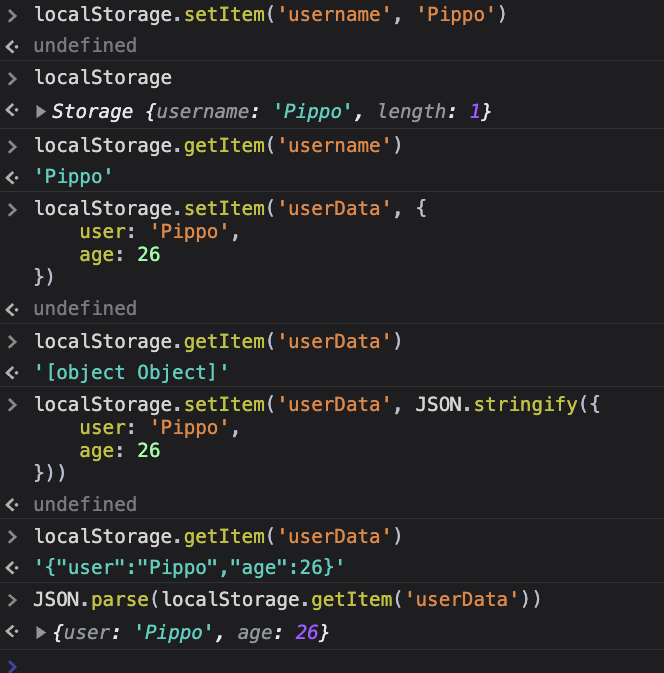 localStorage.setItem('username', 'Pippo')
undefined
localStorage
Storage {username: 'Pippo', length: 1}
localStorage.getItem('username')
'Pippo'
localStorage.setItem('userData', {
    user: 'Pippo',
    age: 26
})
undefined
localStorage.getItem('userData')
'[object Object]'
localStorage.setItem('userData', JSON.stringify({
    user: 'Pippo',
    age: 26
}))
undefined
localStorage.getItem('userData')
'{"user":"Pippo","age":26}'
JSON.parse(localStorage.getItem('userData'))
{user: 'Pippo', age: 26}